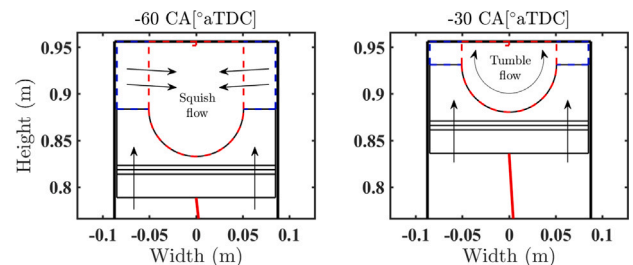 -60 CA[°aTDC]
-30 CA[°aTDC]
Height (m)
0.95
0.9
0.85
0.8
Squish
flow
-0.1 -0.05 0 0.05 0.1
Width (m)
0.95
0.9
0.85
0.8
Tumble
flow
-0.1 -0.05 0 0.05 0.1
Width (m)